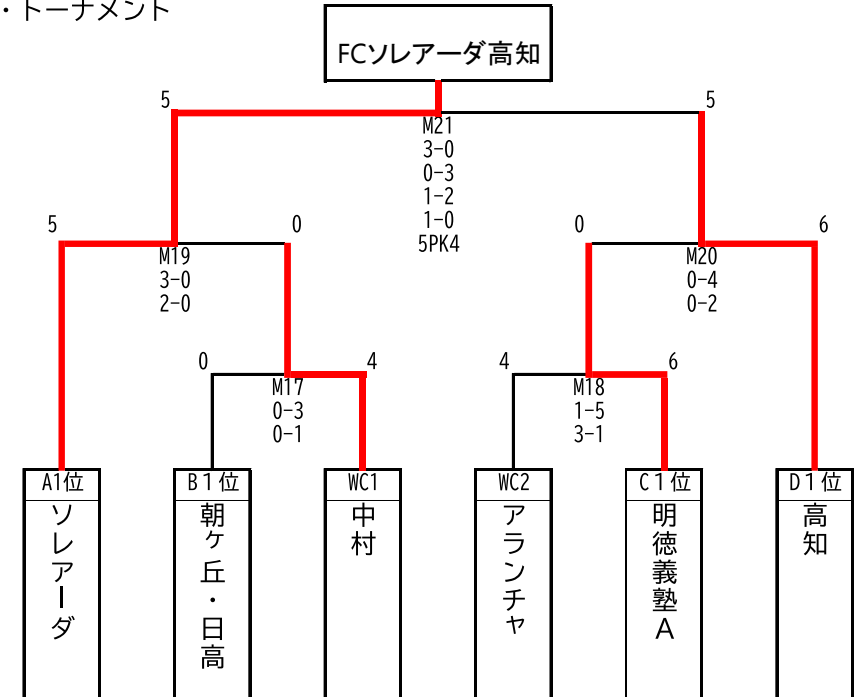 ・トーナメント
FCソレアーダ高知
5 5
M21
3-0
0-3
1-2
1-0
5PK4
5 0 0 6
M19 M20
3-0 0-4
2-0 0-2
0 4 4 6
M17 M18
0-3 1-5
0-1 3-1
A1位 B1位 WC1 WC2 C1位 D1位
ソレアーダ
朝ヶ丘・日高
中村
アランチャ
明徳義塾A
高知